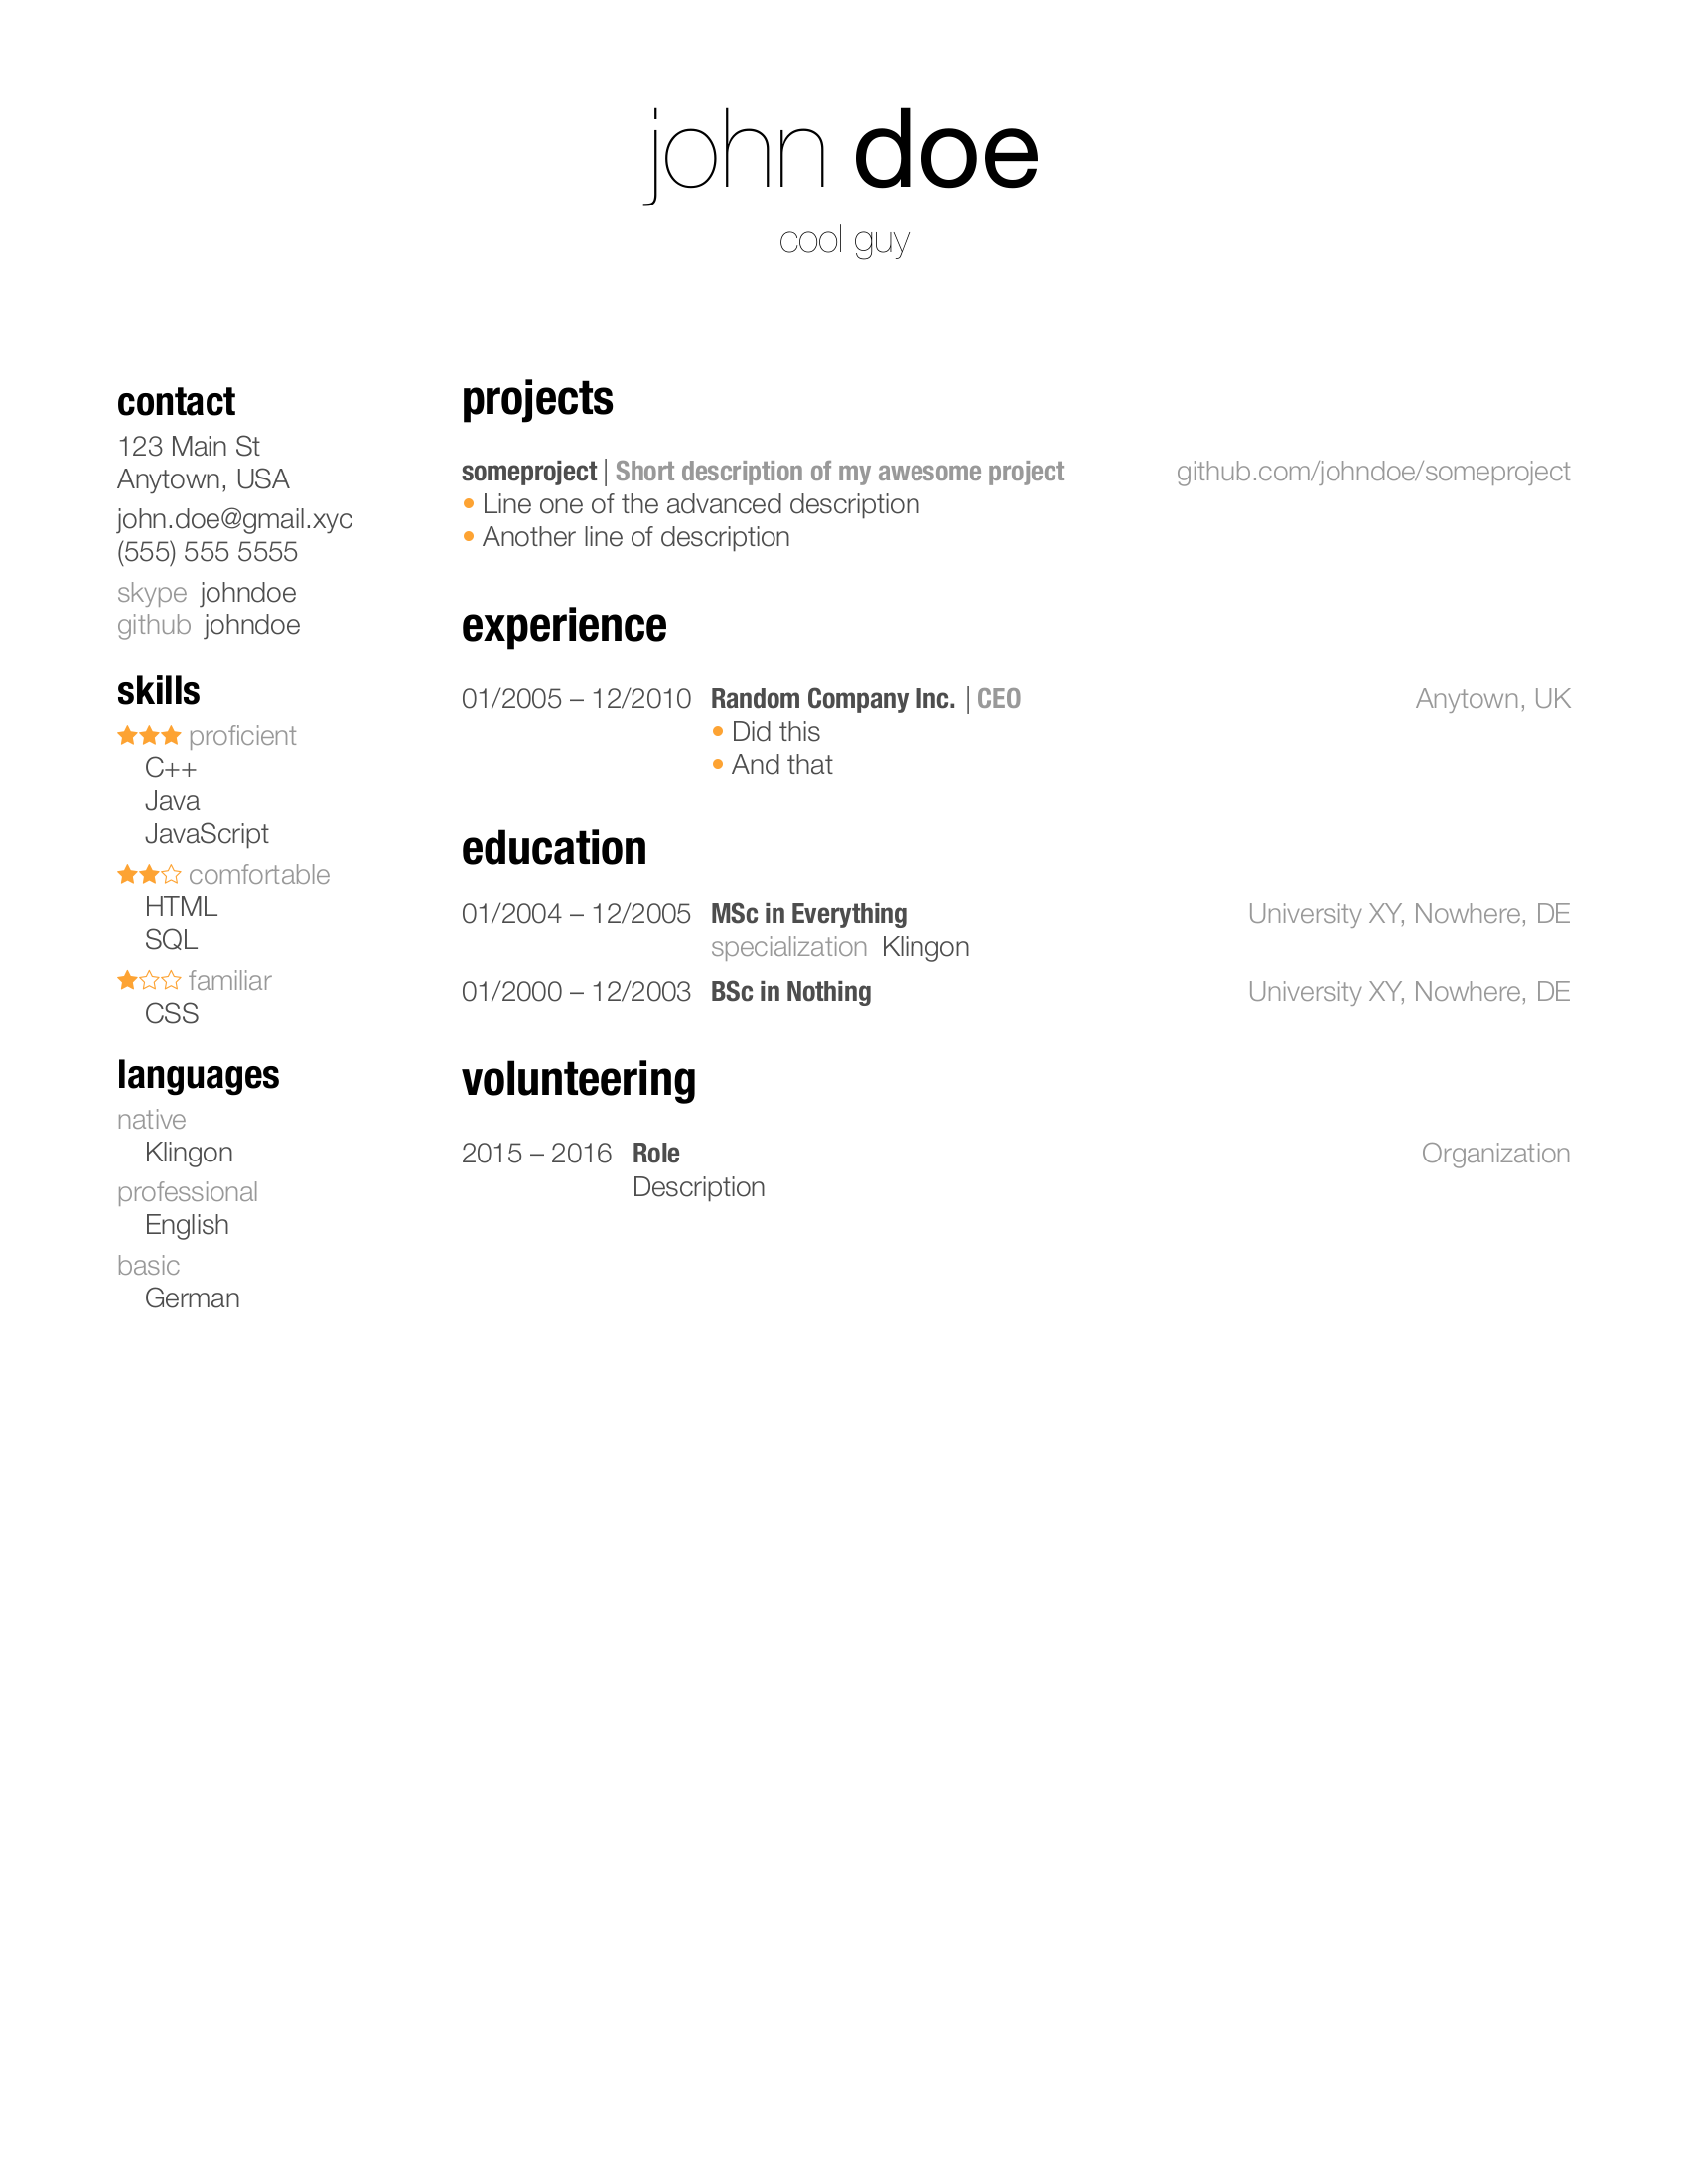 john doe
cool guy
contact
123 Main St
Anytown, USA
john.doe@gmail.xyc
(555) 555 5555
skype johndoe
github johndoe
skills
★★★ proficient
C++
Java
JavaScript
★★☆ comfortable
HTML
SQL
★☆☆ familiar
CSS
languages
native
Klingon
professional
English
basic
German
projects
someproject | Short description of my awesome project github.com/johndoe/someproject
• Line one of the advanced description
• Another line of description
experience
01/2005 – 12/2010 Random Company Inc. | CEO Anytown, UK
• Did this
• And that
education
01/2004 – 12/2005 MSc in Everything University XY, Nowhere, DE
specialization Klingon
01/2000 – 12/2003 BSc in Nothing University XY, Nowhere, DE
volunteering
2015 – 2016 Role Organization
Description